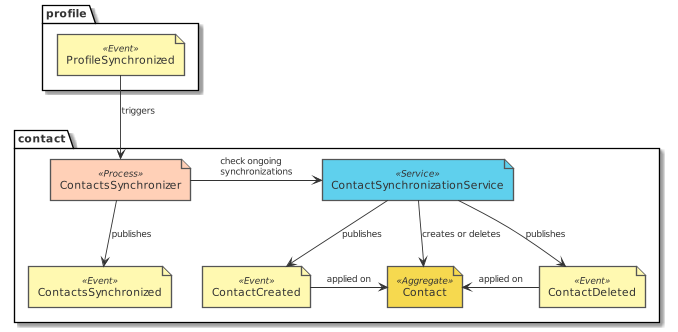 profile
«Event»
ProfileSynchronized
triggers
contact
«Process»
ContactsSynchronizer
check ongoing
synchronizations
«Service»
ContactSynchronizationService
publishes
publishes
creates or deletes
publishes
«Event»
ContactsSynchronized
«Event»
ContactCreated
applied on
«Aggregate»
Contact
applied on
«Event»
ContactDeleted